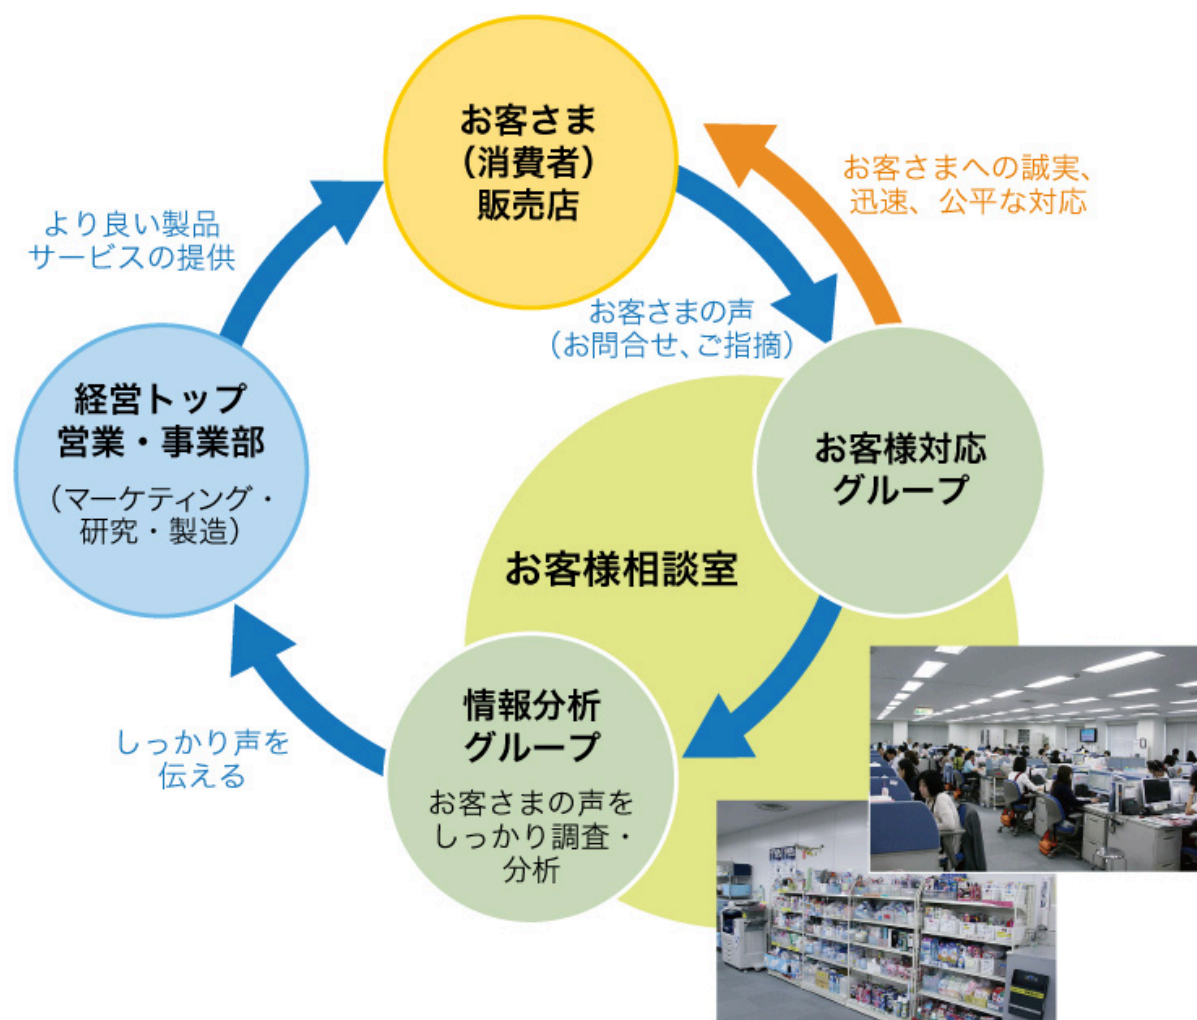 お客さま
（消費者）
販売店
お客さまへの誠実、
迅速、公平な対応
より良い製品
サービスの提供
お客さまの声
（お問合せ、ご指摘）
経営トップ
営業・事業部
（マーケティング・
研究・製造）
お客様対応
グループ
お客様相談室
情報分析
グループ
お客さまの声を
しっかり調査・
分析
しっかり声を
伝える